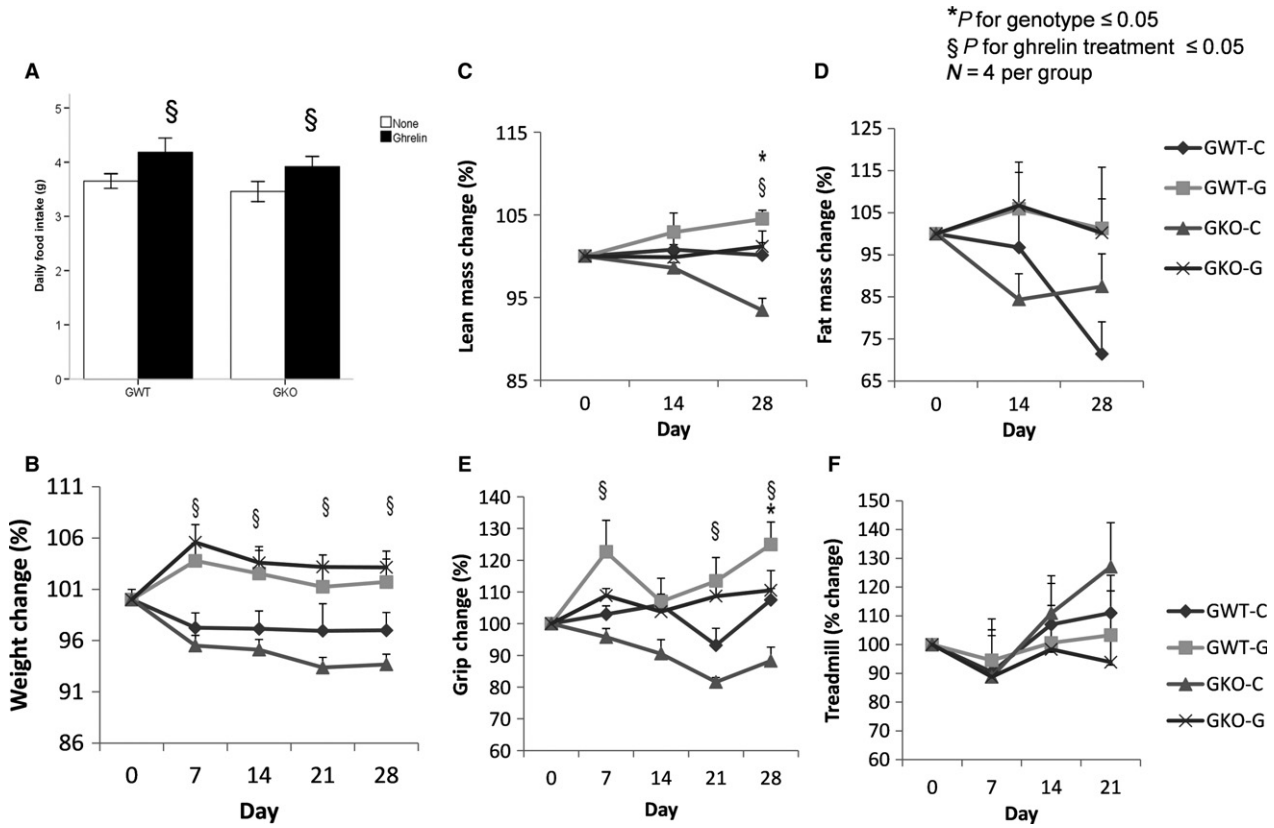 *P for genotype ≤ 0.05
§ P for ghrelin treatment ≤ 0.05
N = 4 per group
A
§
§
None
Ghrelin
5
4
3
2
1
0
Daily food intake (g)
GWT
GKO
C
115
105
95
85
Lean mass change (%)
*
§
0
14
28
Day
D
125
115
105
95
85
75
65
Fat mass change (%)
0
14
28
Day
GWT-C
GWT-G
GKO-C
GKO-G
B
111
106
101
96
91
86
Weight change (%)
§
§
§
§
0
7
14
21
28
Day
E
140
130
120
110
100
90
80
70
60
Grip change (%)
§
§
§
*
0
7
14
21
28
Day
F
150
140
130
120
110
100
90
80
70
60
Treadmill (% change)
0
7
14
21
Day
GWT-C
GWT-G
GKO-C
GKO-G